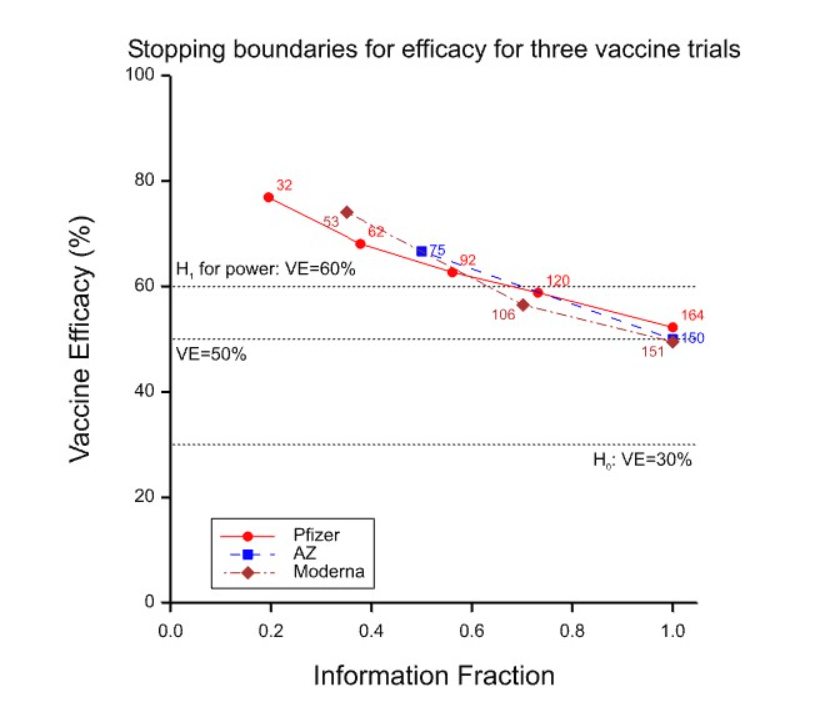 Stopping boundaries for efficacy for three vaccine trials
100
80
60
40
20
0
Vaccine Efficacy (%)
32
53
62
75
92
120
106
164
150
151
H₁ for power: VE=60%
VE=50%
H₀: VE=30%
Pfizer
AZ
Moderna
0.0 0.2 0.4 0.6 0.8 1.0
Information Fraction